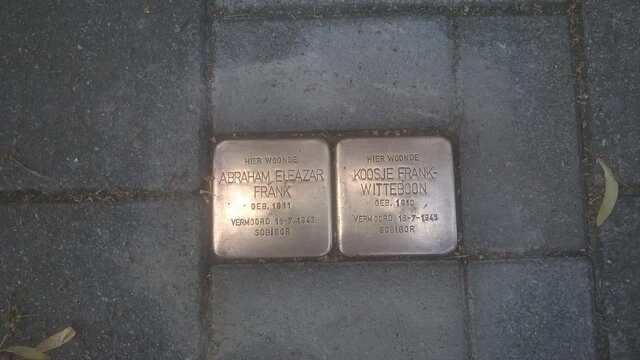 HIER WOONDE
ABRAHAM ELEAZAR
FRANK
GEB. 1911
VERMOORD 16-7-1943
SOBIBOR
HIER WOONDE
KOOSJE FRANK-
WITTEBOON
GEB. 1910
VERMOORD 16-7-1943
SOBIBOR